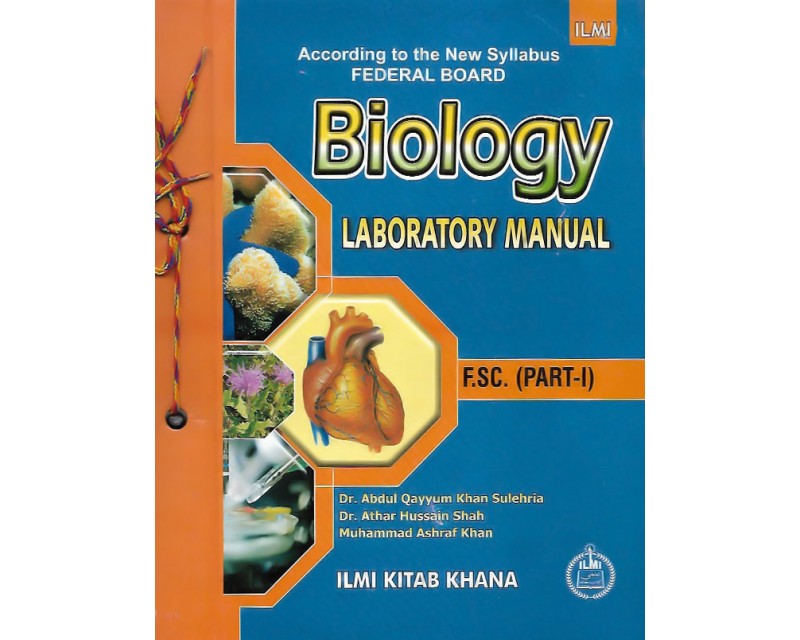 ILMI
According to the New Syllabus
FEDERAL BOARD
Biology
LABORATORY MANUAL
F.SC. (PART-I)
Dr. Abdul Qayyum Khan Sulehria
Dr. Athar Hussain Shah
Muhammad Ashraf Khan
ILMI KITAB KHANA
ILMI